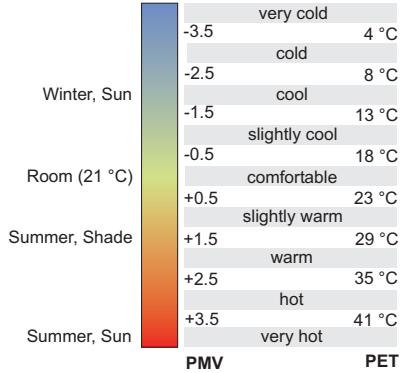 very cold
-3.5 4 °C
cold
-2.5 8 °C
Winter, Sun cool
-1.5 13 °C
slightly cool
-0.5 18 °C
Room (21 °C) comfortable
+0.5 23 °C
slightly warm
Summer, Shade +1.5 29 °C
warm
+2.5 35 °C
hot
+3.5 41 °C
Summer, Sun very hot
PMV PET